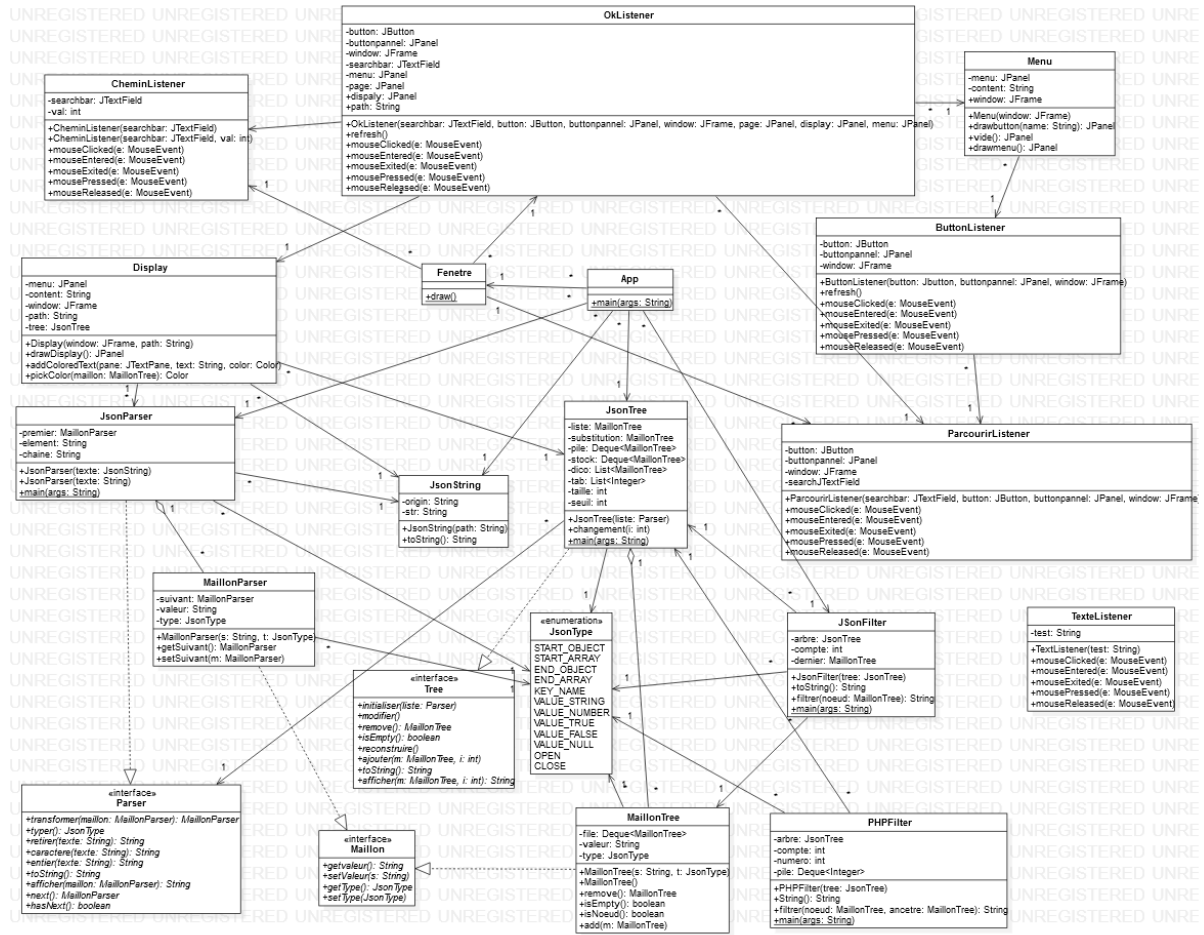 OkListener
-button: JButton
-buttonpannel: JPanel
-window: JFrame
-searchbar: JTextField
-menu: JPanel
-page: JPanel
+dispaly: JPanel
+path: String
+OkListener(searchbar: JTextField, button: JButton, buttonpannel: JPanel, window: JFrame, page: JPanel, display: JPanel, menu: JPanel)
+refresh()
+mouseClicked(e: MouseEvent)
+mouseEntered(e: MouseEvent)
+mouseExited(e: MouseEvent)
+mousePressed(e: MouseEvent)
+mouseReleased(e: MouseEvent)
Menu
-menu: JPanel
-content: String
+window: JFrame
+Menu(window: JFrame)
+drawbutton(name: String): JPanel
+vide(): JPanel
+drawmenu(): JPanel
CheminListener
-searchbar: JTextField
-val: int
+CheminListener(searchbar: JTextField)
+CheminListener(searchbar: JTextField, val: int)
+mouseClicked(e: MouseEvent)
+mouseEntered(e: MouseEvent)
+mouseExited(e: MouseEvent)
+mousePressed(e: MouseEvent)
+mouseReleased(e: MouseEvent)
ButtonListener
-button: JButton
-buttonpannel: JPanel
-window: JFrame
+ButtonListener(button: Jbutton, buttonpannel: JPanel, window: JFrame)
+refresh()
+mouseClicked(e: MouseEvent)
+mouseEntered(e: MouseEvent)
+mouseExited(e: MouseEvent)
+mousePressed(e: MouseEvent)
+mouseReleased(e: MouseEvent)
Display
-menu: JPanel
-content: String
-window: JFrame
-path: String
-tree: JsonTree
+Display(window: JFrame, path: String)
+drawDisplay(): JPanel
+addColoredText(pane: JTextPane, text: String, color: Color)
+pickColor(maillon: MaillonTree): Color
Fenetre
+draw()
App
+main(args: String)
JsonParser
-premier: MaillonParser
-element: String
-chaine: String
+JsonParser(texte: JsonString)
+JsonParser(texte: String)
+main(args: String)
JsonString
-origin: String
-str: String
+JsonString(path: String)
+toString(): String
JsonTree
-liste: MaillonTree
-substitution: MaillonTree
-pile: Deque<MaillonTree>
-stock: Deque<MaillonTree>
-dico: List<MaillonTree>
-tab: List<Integer>
-taille: int
-seuil: int
+JsonTree(liste: Parser)
+changement(i: int)
+main(args: String)
ParcourirListener
-button: JButton
-buttonpannel: JPanel
-window: JFrame
-searchJTextField
+ParcourirListener(searchbar: JTextField, button: JButton, buttonpannel: JPanel, window: JFrame
+mouseClicked(e: MouseEvent)
+mouseEntered(e: MouseEvent)
+mouseExited(e: MouseEvent)
+mousePressed(e: MouseEvent)
+mouseReleased(e: MouseEvent)
MaillonParser
-suivant: MaillonParser
-valeur: String
-type: JsonType
+MaillonParser(s: String, t: JsonType)
+getSuivant(): MaillonParser
+setSuivant(m: MaillonParser)
«interface»
Tree
+initialiser(liste: Parser)
+modifier()
+remove(): MaillonTree
+isEmpty(): boolean
+reconstruire()
+ajouter(m: MaillonTree, i: int)
+toString(): String
+afficher(m: MaillonTree, i: int): String
«enumeration»
JsonType
START_OBJECT
START_ARRAY
END_OBJECT
END_ARRAY
KEY_NAME
VALUE_STRING
VALUE_NUMBER
VALUE_TRUE
VALUE_FALSE
VALUE_NULL
OPEN
CLOSE
JSonFilter
-arbre: JsonTree
-compte: int
-dernier: MaillonTree
+JsonFilter(tree: JsonTree)
+toString(): String
+filtrer(noeud: MaillonTree): String
+main(args: String)
TexteListener
-test: String
+TextListener(test: String)
+mouseClicked(e: MouseEvent)
+mouseEntered(e: MouseEvent)
+mouseExited(e: MouseEvent)
+mousePressed(e: MouseEvent)
+mouseReleased(e: MouseEvent)
«interface»
Parser
+transformer(maillon: MaillonParser): MaillonParser
+typer(): JsonType
+retirer(texte: String): String
+caractere(texte: String): String
+entier(texte: String): String
+toString(): String
+afficher(maillon: MaillonParser): String
+next(): MaillonParser
+hasNext(): boolean
«interface»
Maillon
+getvaleur(): String
+setValeur(s: String)
+getType(): JsonType
+setType(JsonType)
MaillonTree
-file: Deque<MaillonTree>
-valeur: String
-type: JsonType
+MaillonTree(s: String, t: JsonType)
+MaillonTree()
+remove(): MaillonTree
+isEmpty(): boolean
+isNoeud(): boolean
+add(m: MaillonTree)
PHPFilter
-arbre: JsonTree
-compte: int
-numero: int
-pile: Deque<Integer>
+PHPFilter(tree: JsonTree)
+String(): String
+filtrer(noeud: MaillonTree, ancetre: MaillonTree): String
+main(args: String)